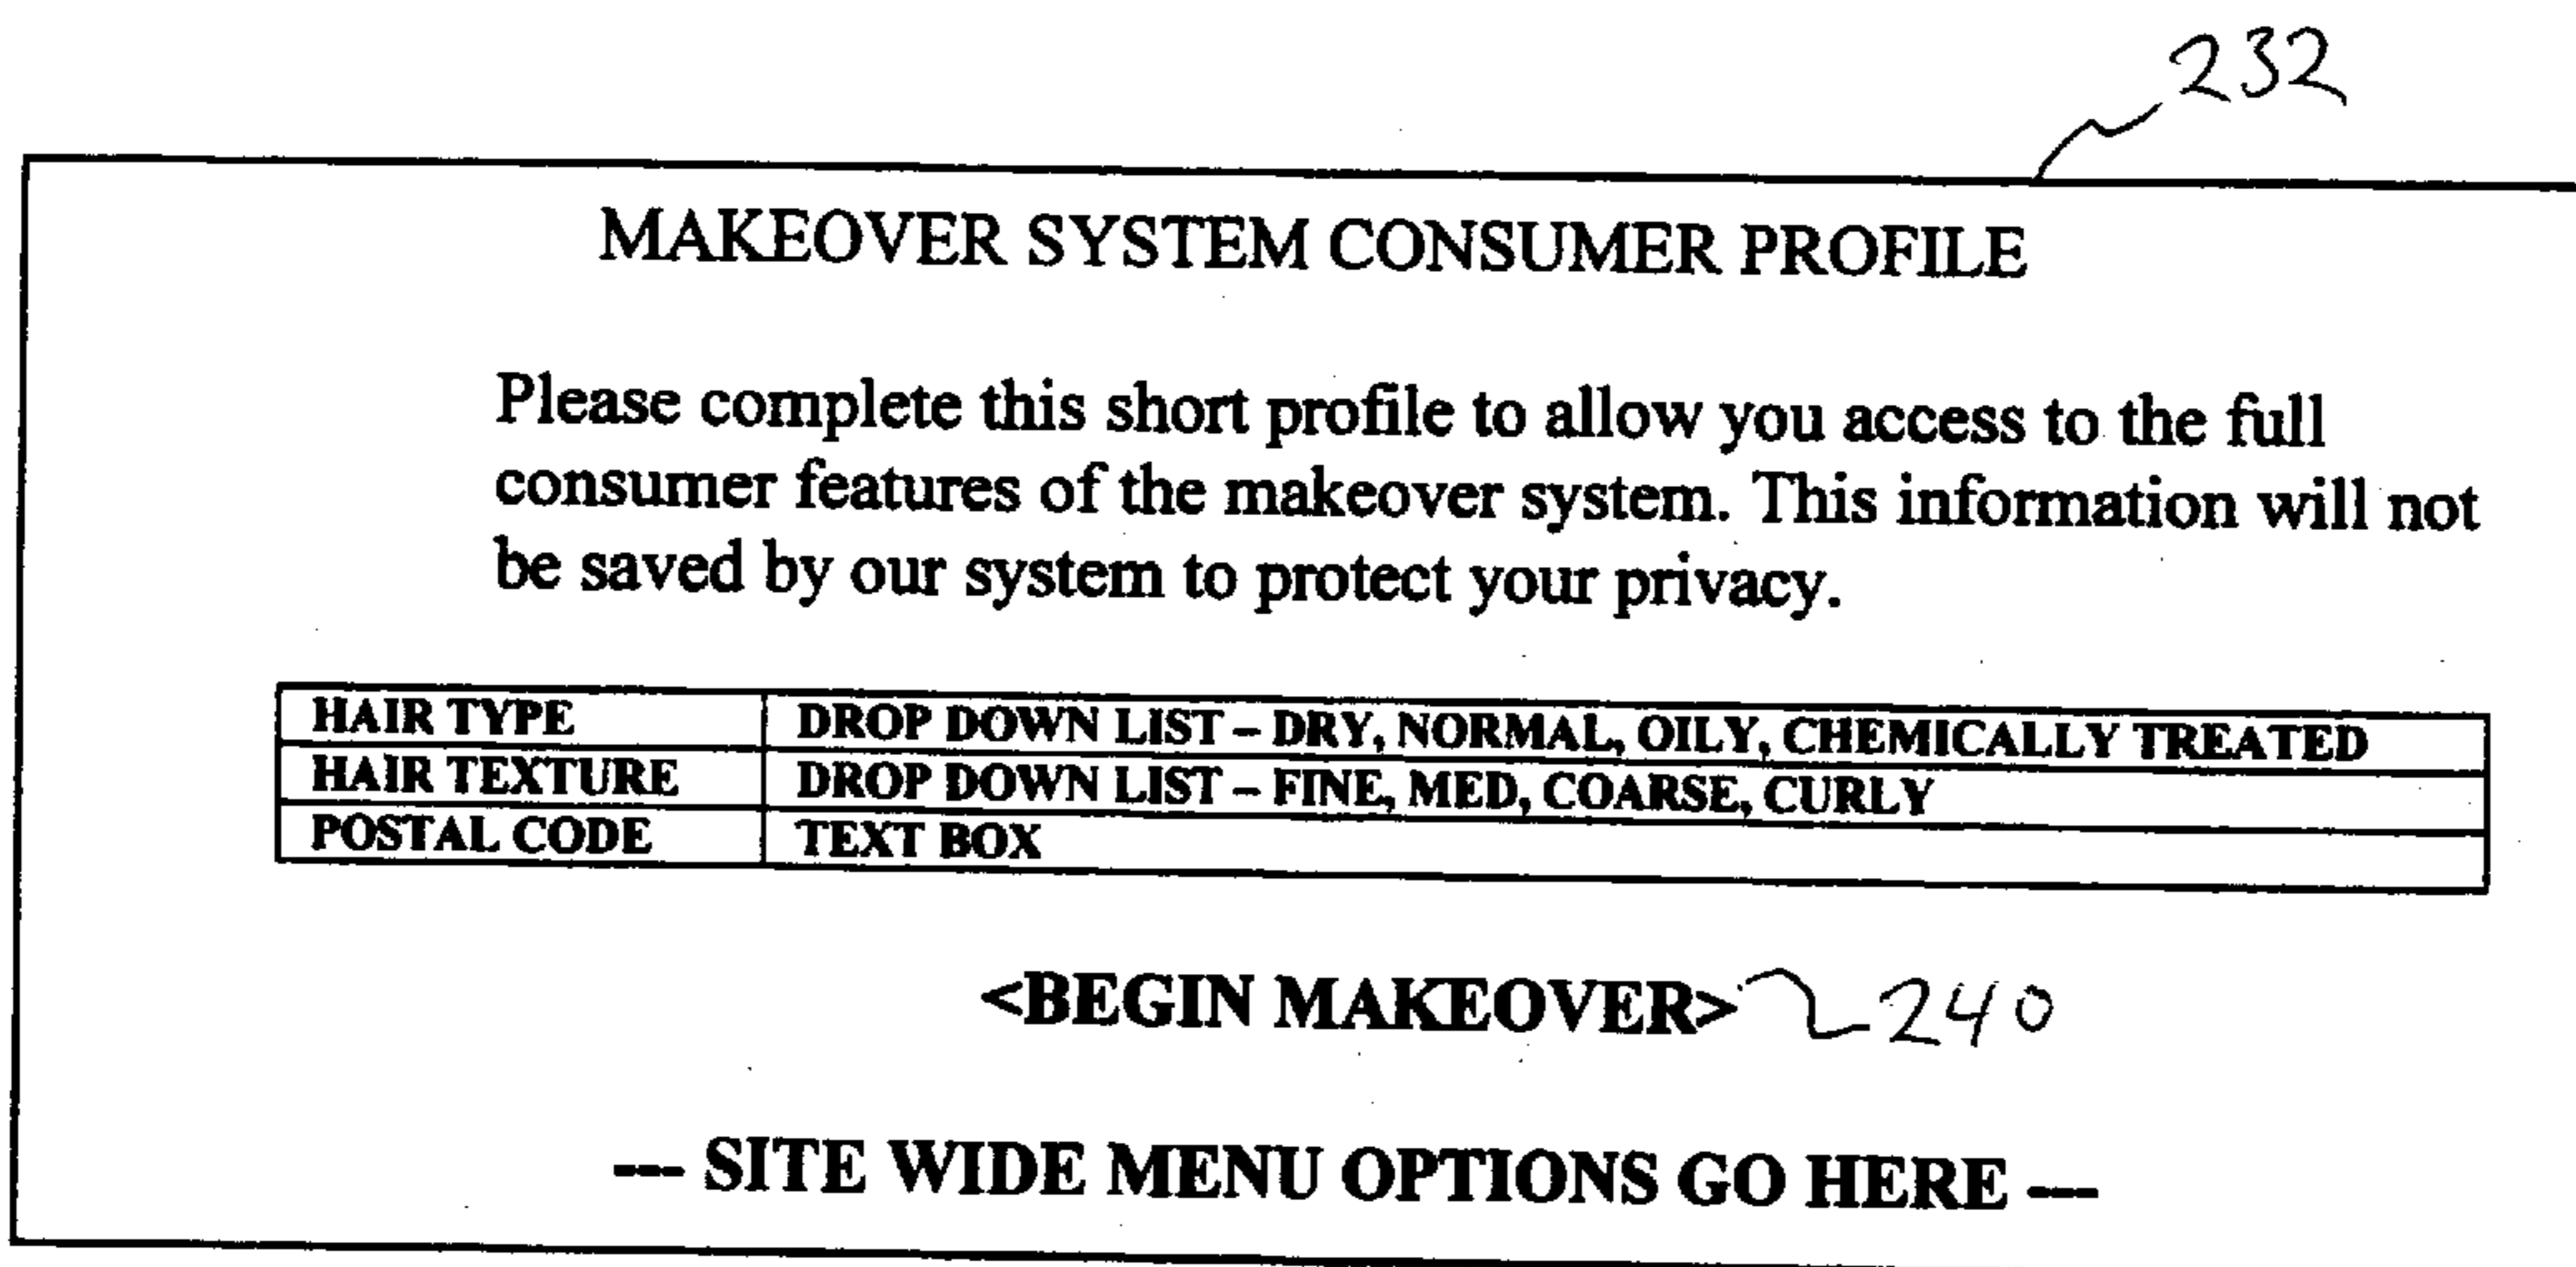 232
MAKEOVER SYSTEM CONSUMER PROFILE
Please complete this short profile to allow you access to the full
consumer features of the makeover system. This information will not
be saved by our system to protect your privacy.
HAIR TYPE DROP DOWN LIST – DRY, NORMAL, OILY, CHEMICALLY TREATED
HAIR TEXTURE DROP DOWN LIST – FINE, MED, COARSE, CURLY
POSTAL CODE TEXT BOX
<BEGIN MAKEOVER> 240
--- SITE WIDE MENU OPTIONS GO HERE ---